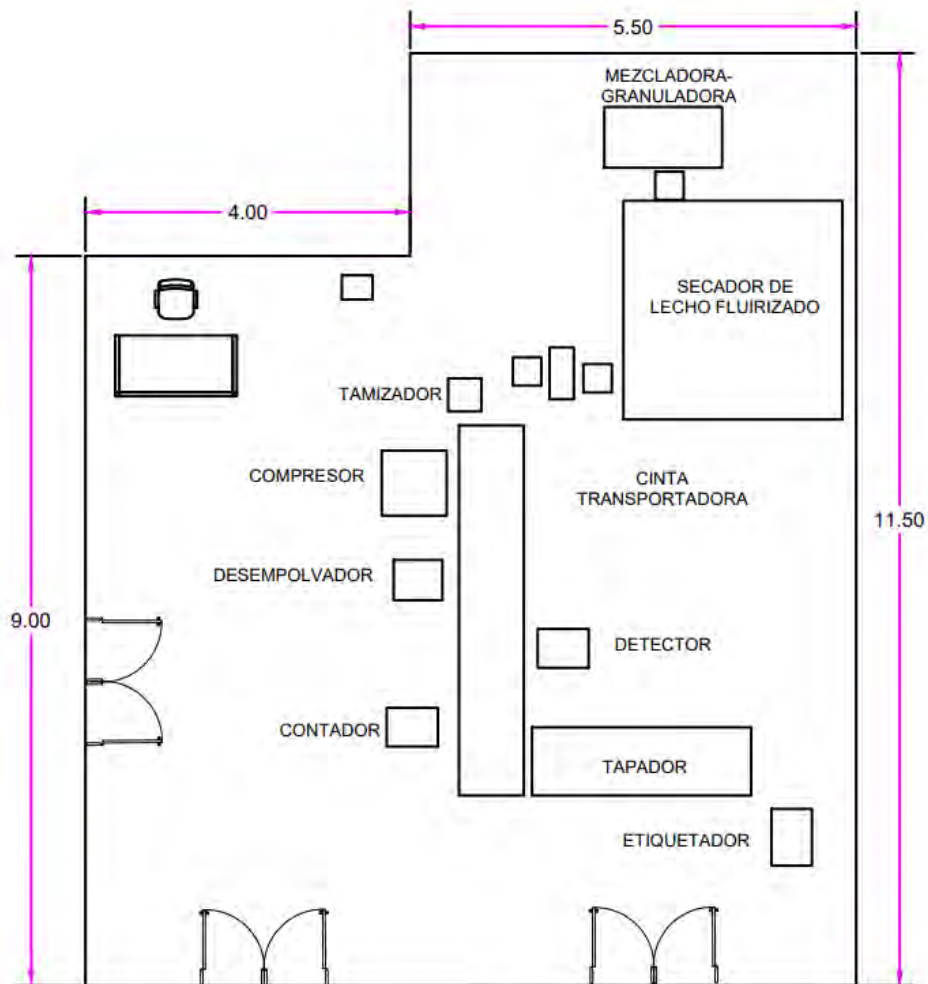 5.50
MEZCLADORA-
GRANULADORA
4.00
SECADOR DE
LECHO FLUIRIZADO
TAMIZADOR
COMPRESOR
CINTA
TRANSPORTADORA
11.50
DESEMPOLVADOR
9.00
DETECTOR
CONTADOR
TAPADOR
ETIQUETADOR